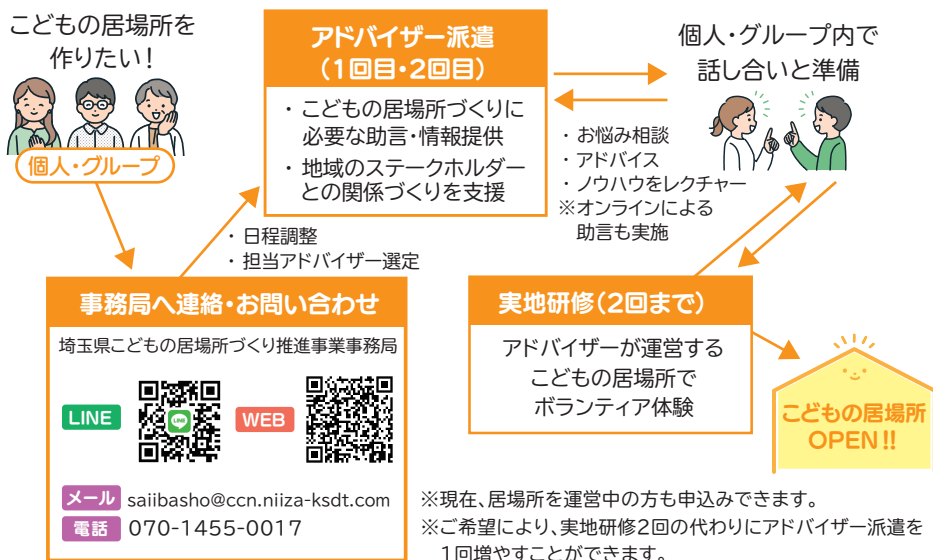 こどもの居場所を
作りたい！
個人・グループ
アドバイザー派遣
（1回目・2回目）
・ こどもの居場所づくりに
必要な助言・情報提供
・ 地域のステークホルダー
との関係づくりを支援
個人・グループ内で
話し合いと準備
・ お悩み相談
・ アドバイス
・ ノウハウをレクチャー
※オンラインによる
助言も実施
・ 日程調整
・ 担当アドバイザー選定
事務局へ連絡・お問い合わせ
埼玉県こどもの居場所づくり推進事業事務局
LINE
LINE
WEB
メール saiibasho@ccn.niiza-ksdt.com
電話 070-1455-0017
実地研修（2回まで）
アドバイザーが運営する
こどもの居場所で
ボランティア体験
こどもの居場所
OPEN!!
※現在、居場所を運営中の方も申込みできます。
※ご希望により、実地研修2回の代わりにアドバイザー派遣を
1回増やすことができます。